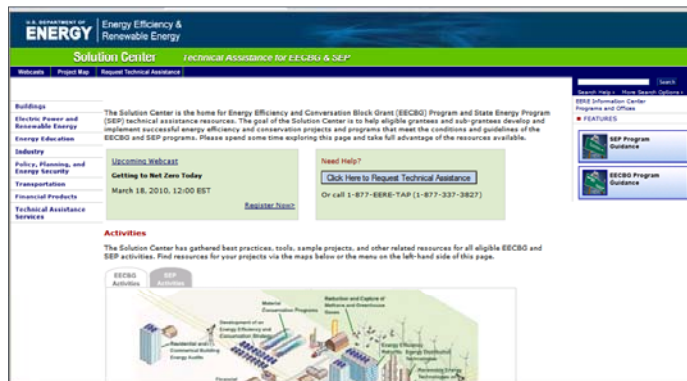 U.S. DEPARTMENT OF
ENERGY
Energy Efficiency &
Renewable Energy
Solution Center
Technical Assistance for EECBG & SEP
Webcasts
Project Map
Request Technical Assistance
Search
Search Help
More Search Options
EERE Information Center
Programs and Offices
FEATURES
SEP Program
Guidance
EECBG Program
Guidance
Buildings
Electric Power and
Renewable Energy
Energy Education
Industry
Policy, Planning, and
Energy Security
Transportation
Financial Products
Technical Assistance
Services
The Solution Center is the home for Energy Efficiency and Conversation Block Grant (EECBG) Program and State Energy Program
(SEP) technical assistance resources. The goal of the Solution Center is to help eligible grantees and sub-grantees develop and
implement successful energy efficiency and conservation projects and programs that meet the conditions and guidelines of the
EECBG and SEP programs. Please spend some time exploring this page and take full advantage of the resources available.
Upcoming Webcast
Getting to Net Zero Today
March 18, 2010, 12:00 EST
Register Now>
Need Help?
Click Here to Request Technical Assistance
Or call 1-877-EERE-TAP (1-877-337-3827)
Activities
The Solution Center has gathered best practices, tools, sample projects, and other related resources for all eligible EECBG and
SEP activities. Find resources for your projects via the maps below or the menu on the left-hand side of this page.
EECBG
Activities
SEP
Activities
Reduction and Capture of
Methane and Greenhouse
Gases
Material
Conservation Programs
Development of an
Energy Efficiency and
Conservation Strategy
Residential and
Commercial Building
Energy Audits
Energy Efficiency
Energy Distribution
Technologies
Renewable Energy
Technologies on
Financial